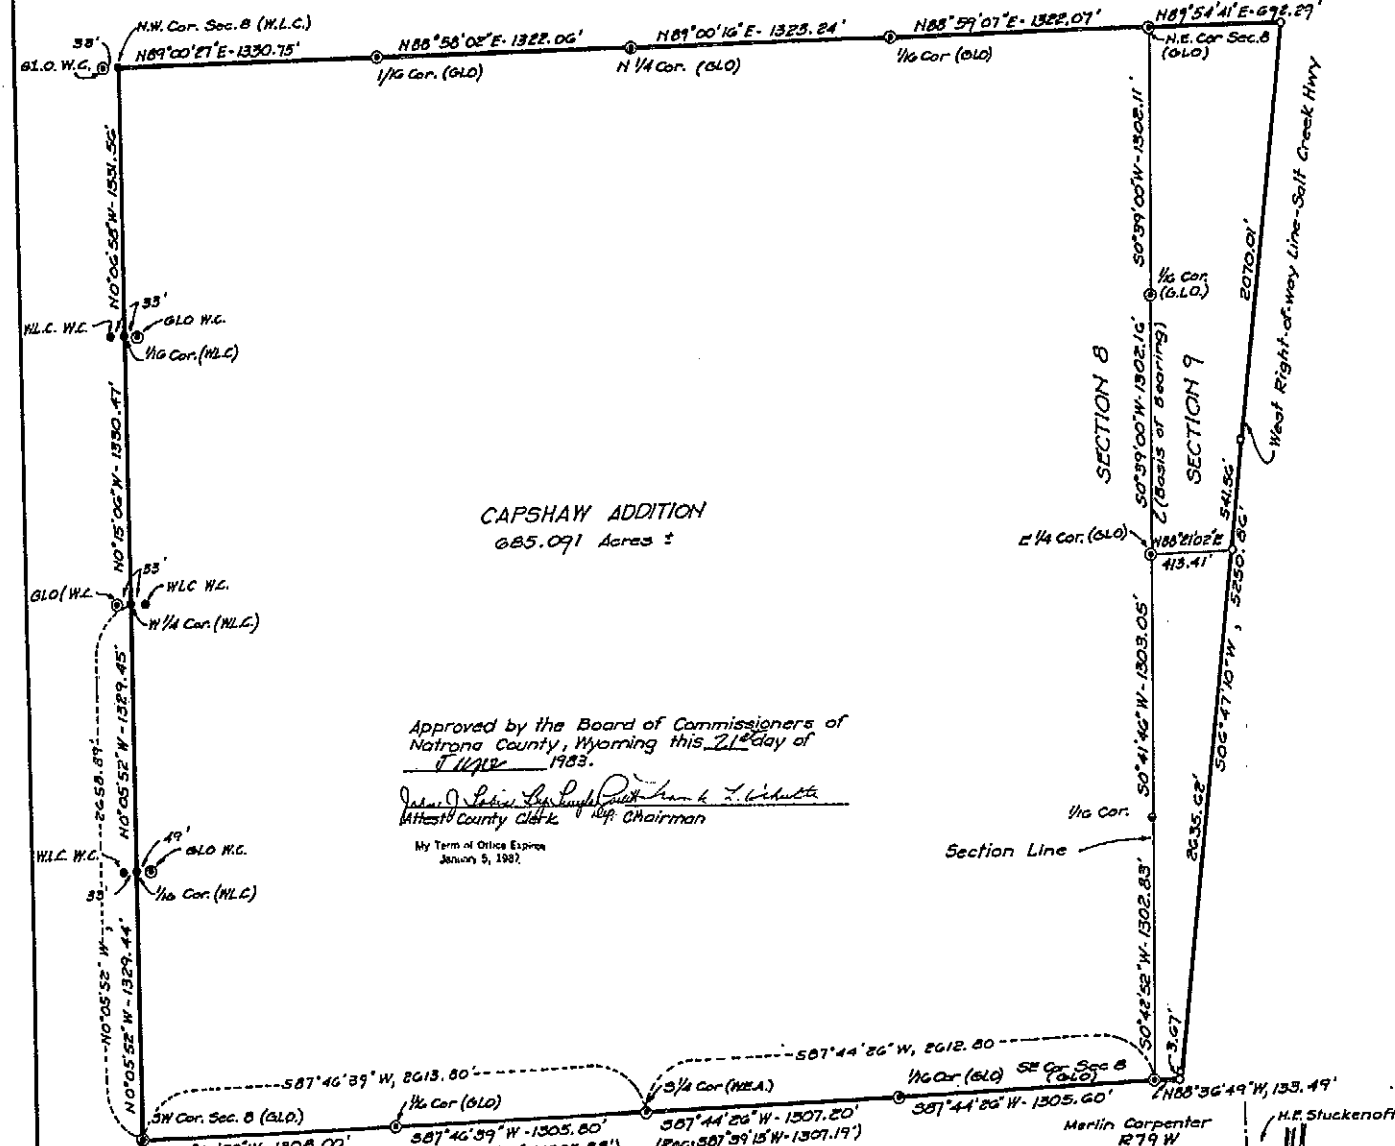 N.W. Cor. Sec. 8 (W.L.C.)
N89°00'27"E-1330.75'
N88°58'02"E-1322.06'
N89°00'16"E-1323.24'
N88°59'07"E-1322.07'
N89°54'41"E-692.29'
G.L.O. W.C.
1/16 Cor. (GLO)
N 1/4 Cor. (GLO)
1/16 Cor (GLO)
N.E. Cor Sec. 8
(GLO)
N0°06'58"W-1331.56'
S0°39'00"W-1302.11'
2070.01'
West Right-of-way Line-Salt Creek Hwy
1/16 Cor.
(G.L.O.)
33'
W.L.C. W.C.
GLO W.C.
1/16 Cor. (WLC)
N0°15'06"W-1330.47'
SECTION 8
S0°39'00"W-1302.16'
(Basis of Bearing)
SECTION 9
541.56'
CAPSHAW ADDITION
685.091 Acres ±
E 1/4 Cor. (GLO)
N88°21'02"E
413.41'
S06°47'10"W, 5250.86'
33'
GLO W.C.
WLC W.C.
W 1/4 Cor. (WLC)
N0°05'52"W-1329.45'
S0°41'46"W-1303.05'
2635.62'
Approved by the Board of Commissioners of
Natrona County, Wyoming this 21st day of
June 1983.
Attest: County Clerk
Chairman
My Term of Office Expires
January 5, 1987
1/16 Cor.
Section Line
49'
W.L.C. W.C.
GLO W.C.
33'
1/16 Cor. (WLC)
N0°05'52"W, 2658.89'
N0°05'52"W-1329.44'
S0°42'52"W-1302.83'
3.67'
S87°46'39"W, 2613.80'
S87°44'26"W, 2612.80
SW Cor. Sec. 8 (GLO.)
1/16 Cor (GLO)
S 1/4 Cor (W.E.A.)
1/16 Cor (GLO)
SE Cor Sec 8
(GLO)
N88°36'49"W, 133.49'
S87°46'39"W-1305.80'
S87°44'26"W-1307.20'
(Rec: S87°39'15"W-1307.19')
S87°44'26"W-1305.60'
Merlin Carpenter
R79W
H.E. Stuckenoff